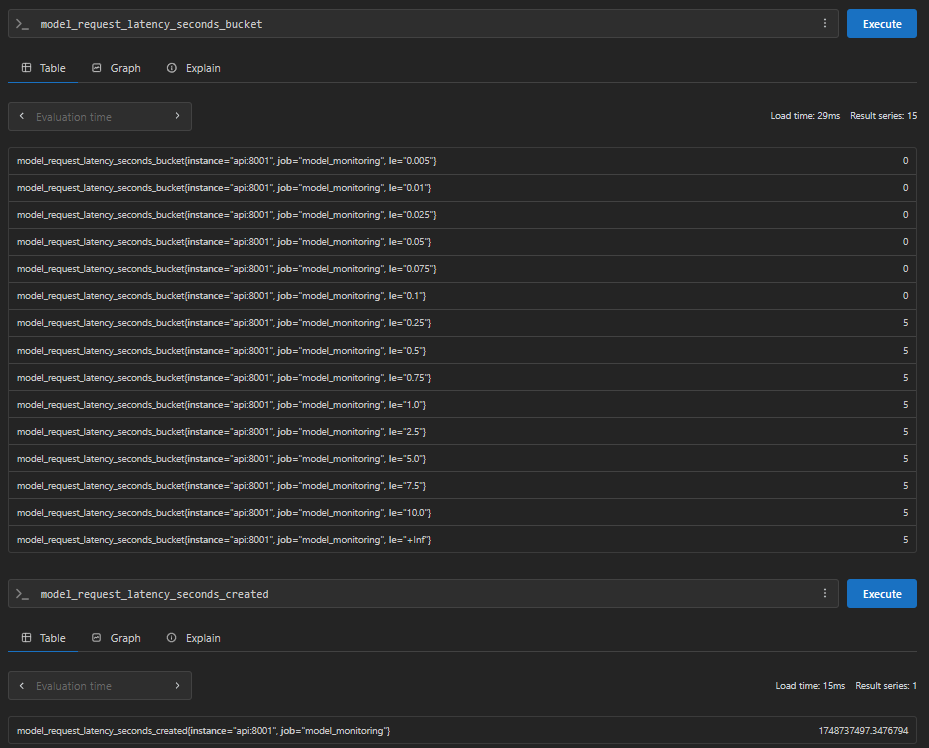 >_ model_request_latency_seconds_bucket Execute
Table Graph Explain
Evaluation time Load time: 29ms Result series: 15
model_request_latency_seconds_bucket{instance="api:8001", job="model_monitoring", le="0.005"} 0
model_request_latency_seconds_bucket{instance="api:8001", job="model_monitoring", le="0.01"} 0
model_request_latency_seconds_bucket{instance="api:8001", job="model_monitoring", le="0.025"} 0
model_request_latency_seconds_bucket{instance="api:8001", job="model_monitoring", le="0.05"} 0
model_request_latency_seconds_bucket{instance="api:8001", job="model_monitoring", le="0.075"} 0
model_request_latency_seconds_bucket{instance="api:8001", job="model_monitoring", le="0.1"} 0
model_request_latency_seconds_bucket{instance="api:8001", job="model_monitoring", le="0.25"} 5
model_request_latency_seconds_bucket{instance="api:8001", job="model_monitoring", le="0.5"} 5
model_request_latency_seconds_bucket{instance="api:8001", job="model_monitoring", le="0.75"} 5
model_request_latency_seconds_bucket{instance="api:8001", job="model_monitoring", le="1.0"} 5
model_request_latency_seconds_bucket{instance="api:8001", job="model_monitoring", le="2.5"} 5
model_request_latency_seconds_bucket{instance="api:8001", job="model_monitoring", le="5.0"} 5
model_request_latency_seconds_bucket{instance="api:8001", job="model_monitoring", le="7.5"} 5
model_request_latency_seconds_bucket{instance="api:8001", job="model_monitoring", le="10.0"} 5
model_request_latency_seconds_bucket{instance="api:8001", job="model_monitoring", le="+Inf"} 5
>_ model_request_latency_seconds_created Execute
Table Graph Explain
Evaluation time Load time: 15ms Result series: 1
model_request_latency_seconds_created{instance="api:8001", job="model_monitoring"} 1748737497.3476794